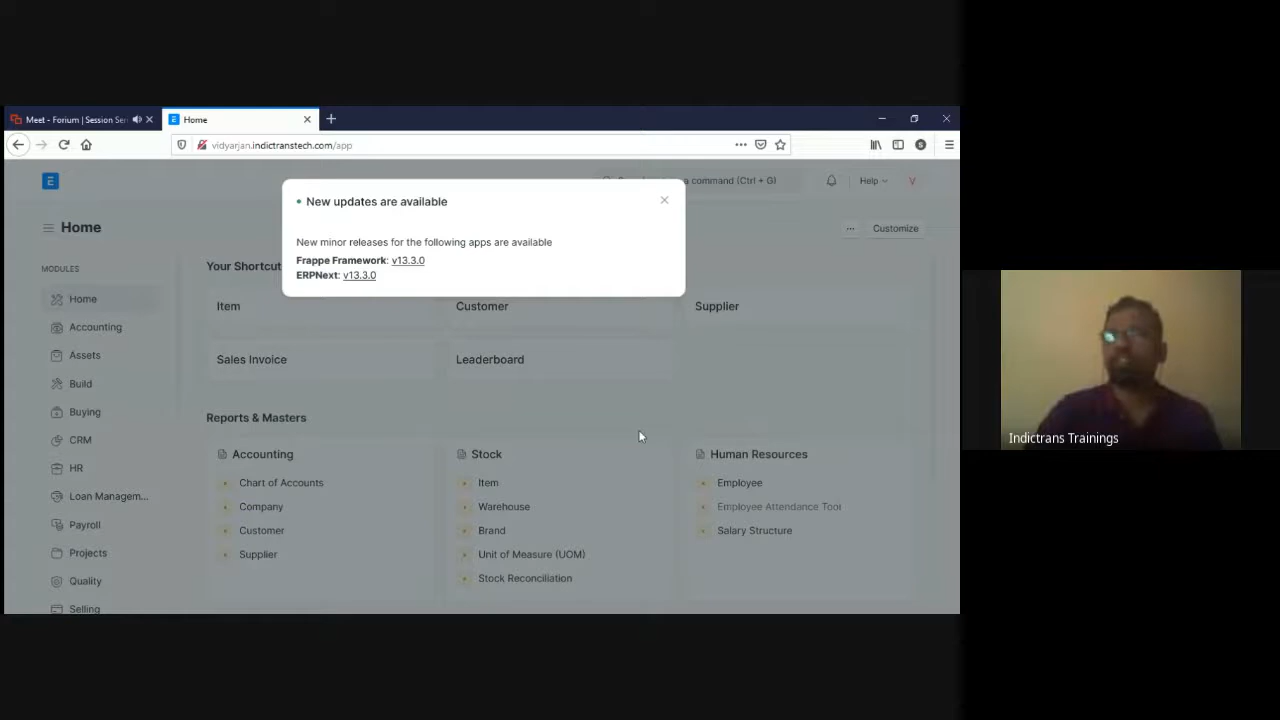 Meet - Forium | Session Ser
Home
vidyarjan.indictranstech.com/app
a command (Ctrl + G)
Help
V
New updates are available
New minor releases for the following apps are available
Frappe Framework: v13.3.0
ERPNext: v13.3.0
Home
Customize
MODULES
Home
Accounting
Assets
Build
Buying
CRM
HR
Loan Managem...
Payroll
Projects
Quality
Selling
Your Shortcut
Item
Customer
Supplier
Sales Invoice
Leaderboard
Reports & Masters
Accounting
Chart of Accounts
Company
Customer
Supplier
Stock
Item
Warehouse
Brand
Unit of Measure (UOM)
Stock Reconciliation
Human Resources
Employee
Employee Attendance Tool
Salary Structure
Indictrans Trainings